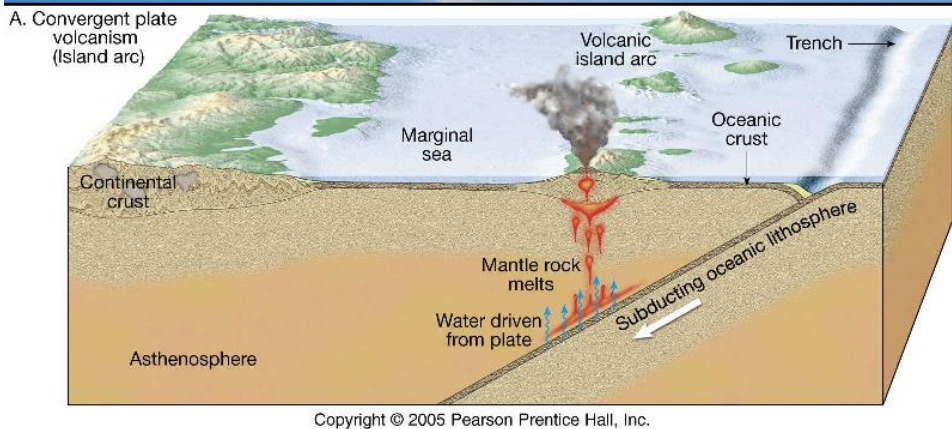 A. Convergent plate
volcanism
(Island arc)
Volcanic
island arc
Trench
Marginal
sea
Oceanic
crust
Continental
crust
Mantle rock
melts
Subducting oceanic lithosphere
Water driven
from plate
Asthenosphere
Copyright © 2005 Pearson Prentice Hall, Inc.